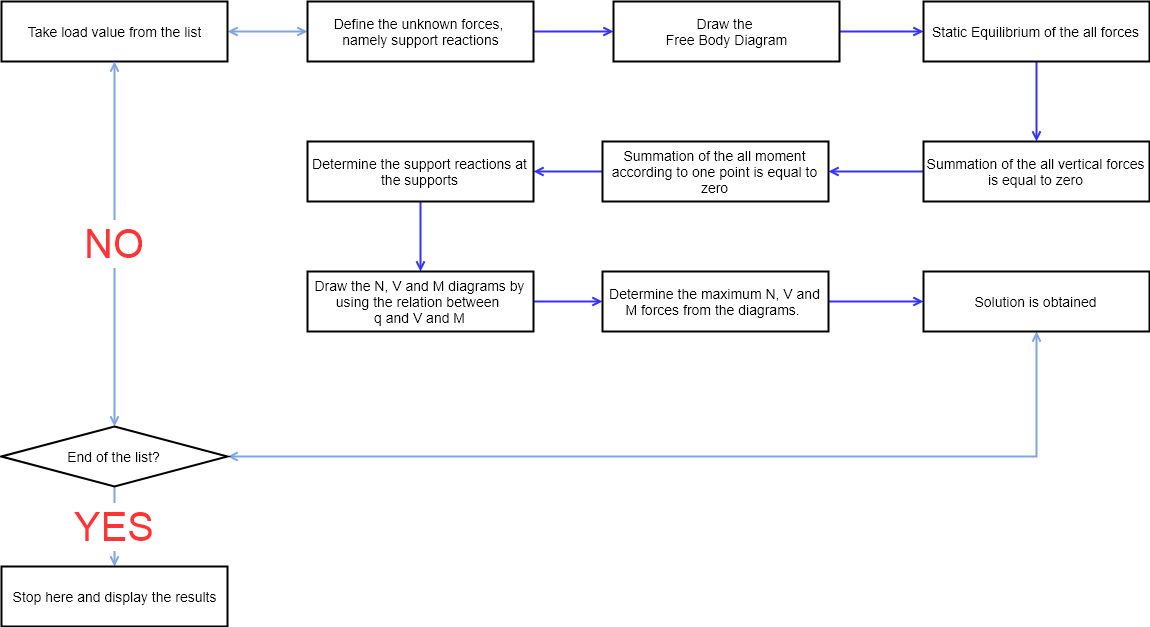 Take load value from the list
Define the unknown forces,
namely support reactions
Draw the
Free Body Diagram
Static Equilibrium of the all forces
Determine the support reactions at
the supports
Summation of the all moment
according to one point is equal to
zero
Summation of the all vertical forces
is equal to zero
NO
Draw the N, V and M diagrams by
using the relation between
q and V and M
Determine the maximum N, V and
M forces from the diagrams.
Solution is obtained
End of the list?
YES
Stop here and display the results